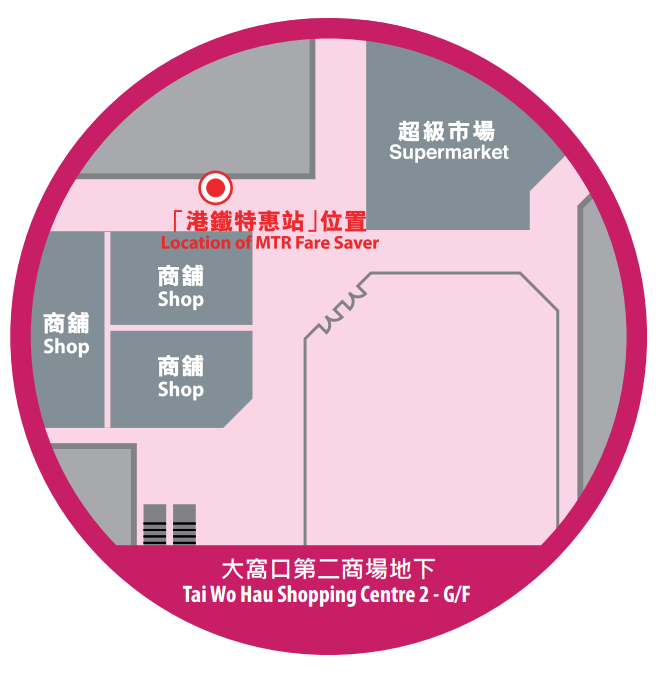 超級市場
Supermarket
「港鐵特惠站」位置
Location of MTR Fare Saver
商舖
Shop
商舖
Shop
商舖
Shop
大窩口第二商場地下
Tai Wo Hau Shopping Centre 2 - G/F